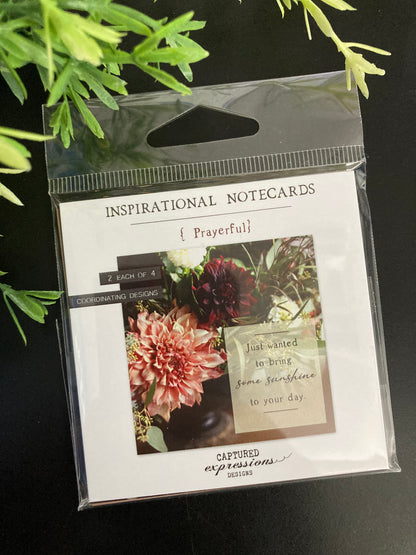 INSPIRATIONAL NOTECARDS
{ Prayerful}
2 EACH OF 4
COORDINATING DESIGNS
Just wanted
to bring
some sunshine
to your day.
CAPTURED
expressions
DESIGNS